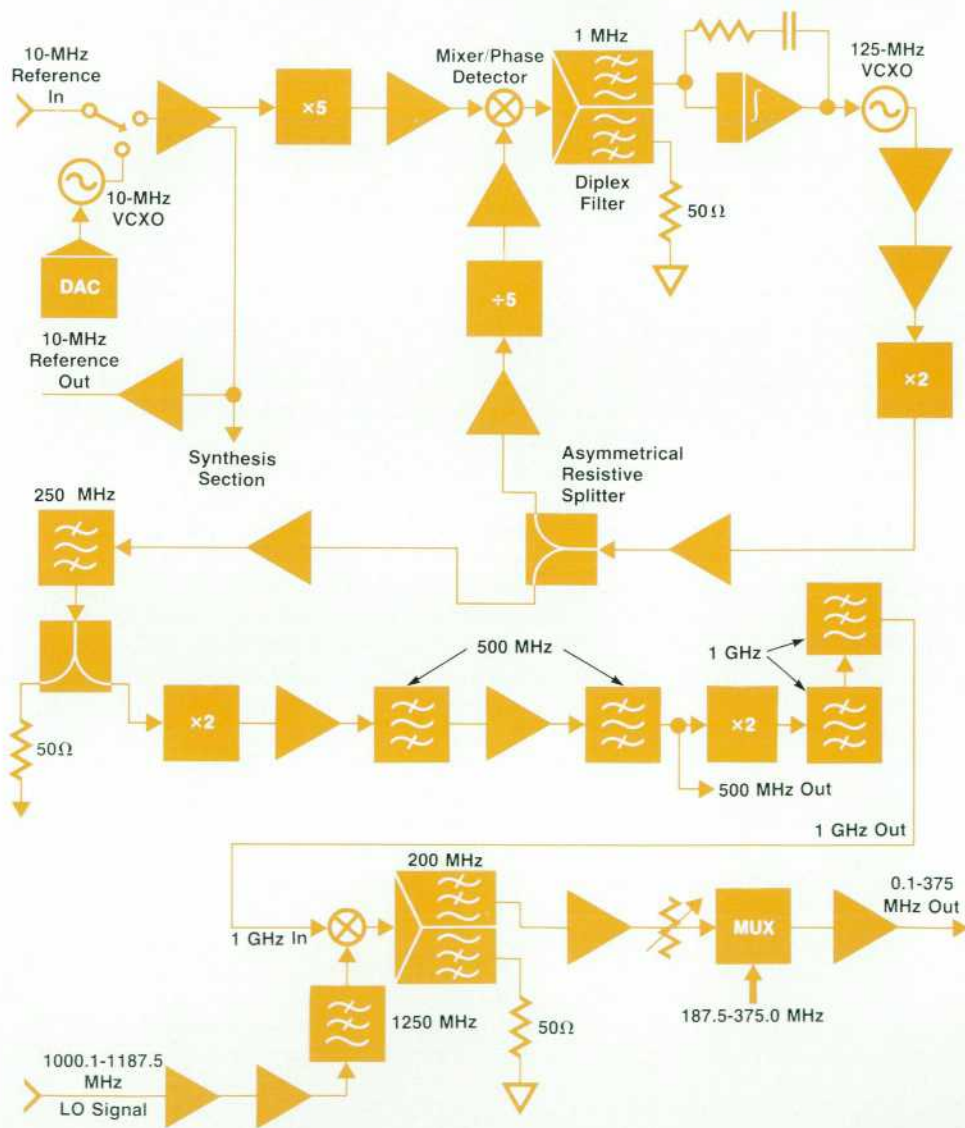 10-MHz
Reference
In
×5
Mixer/Phase
Detector
1 MHz
Diplex
Filter
50Ω
125-MHz
VCXO
10-MHz
VCXO
DAC
÷5
×2
10-MHz
Reference
Out
Synthesis
Section
Asymmetrical
Resistive
Splitter
250 MHz
50Ω
×2
500 MHz
×2
1 GHz
500 MHz Out
1 GHz Out
200 MHz
1 GHz In
1250 MHz
50Ω
MUX
187.5-375.0 MHz
0.1-375
MHz Out
1000.1-1187.5
MHz
LO Signal